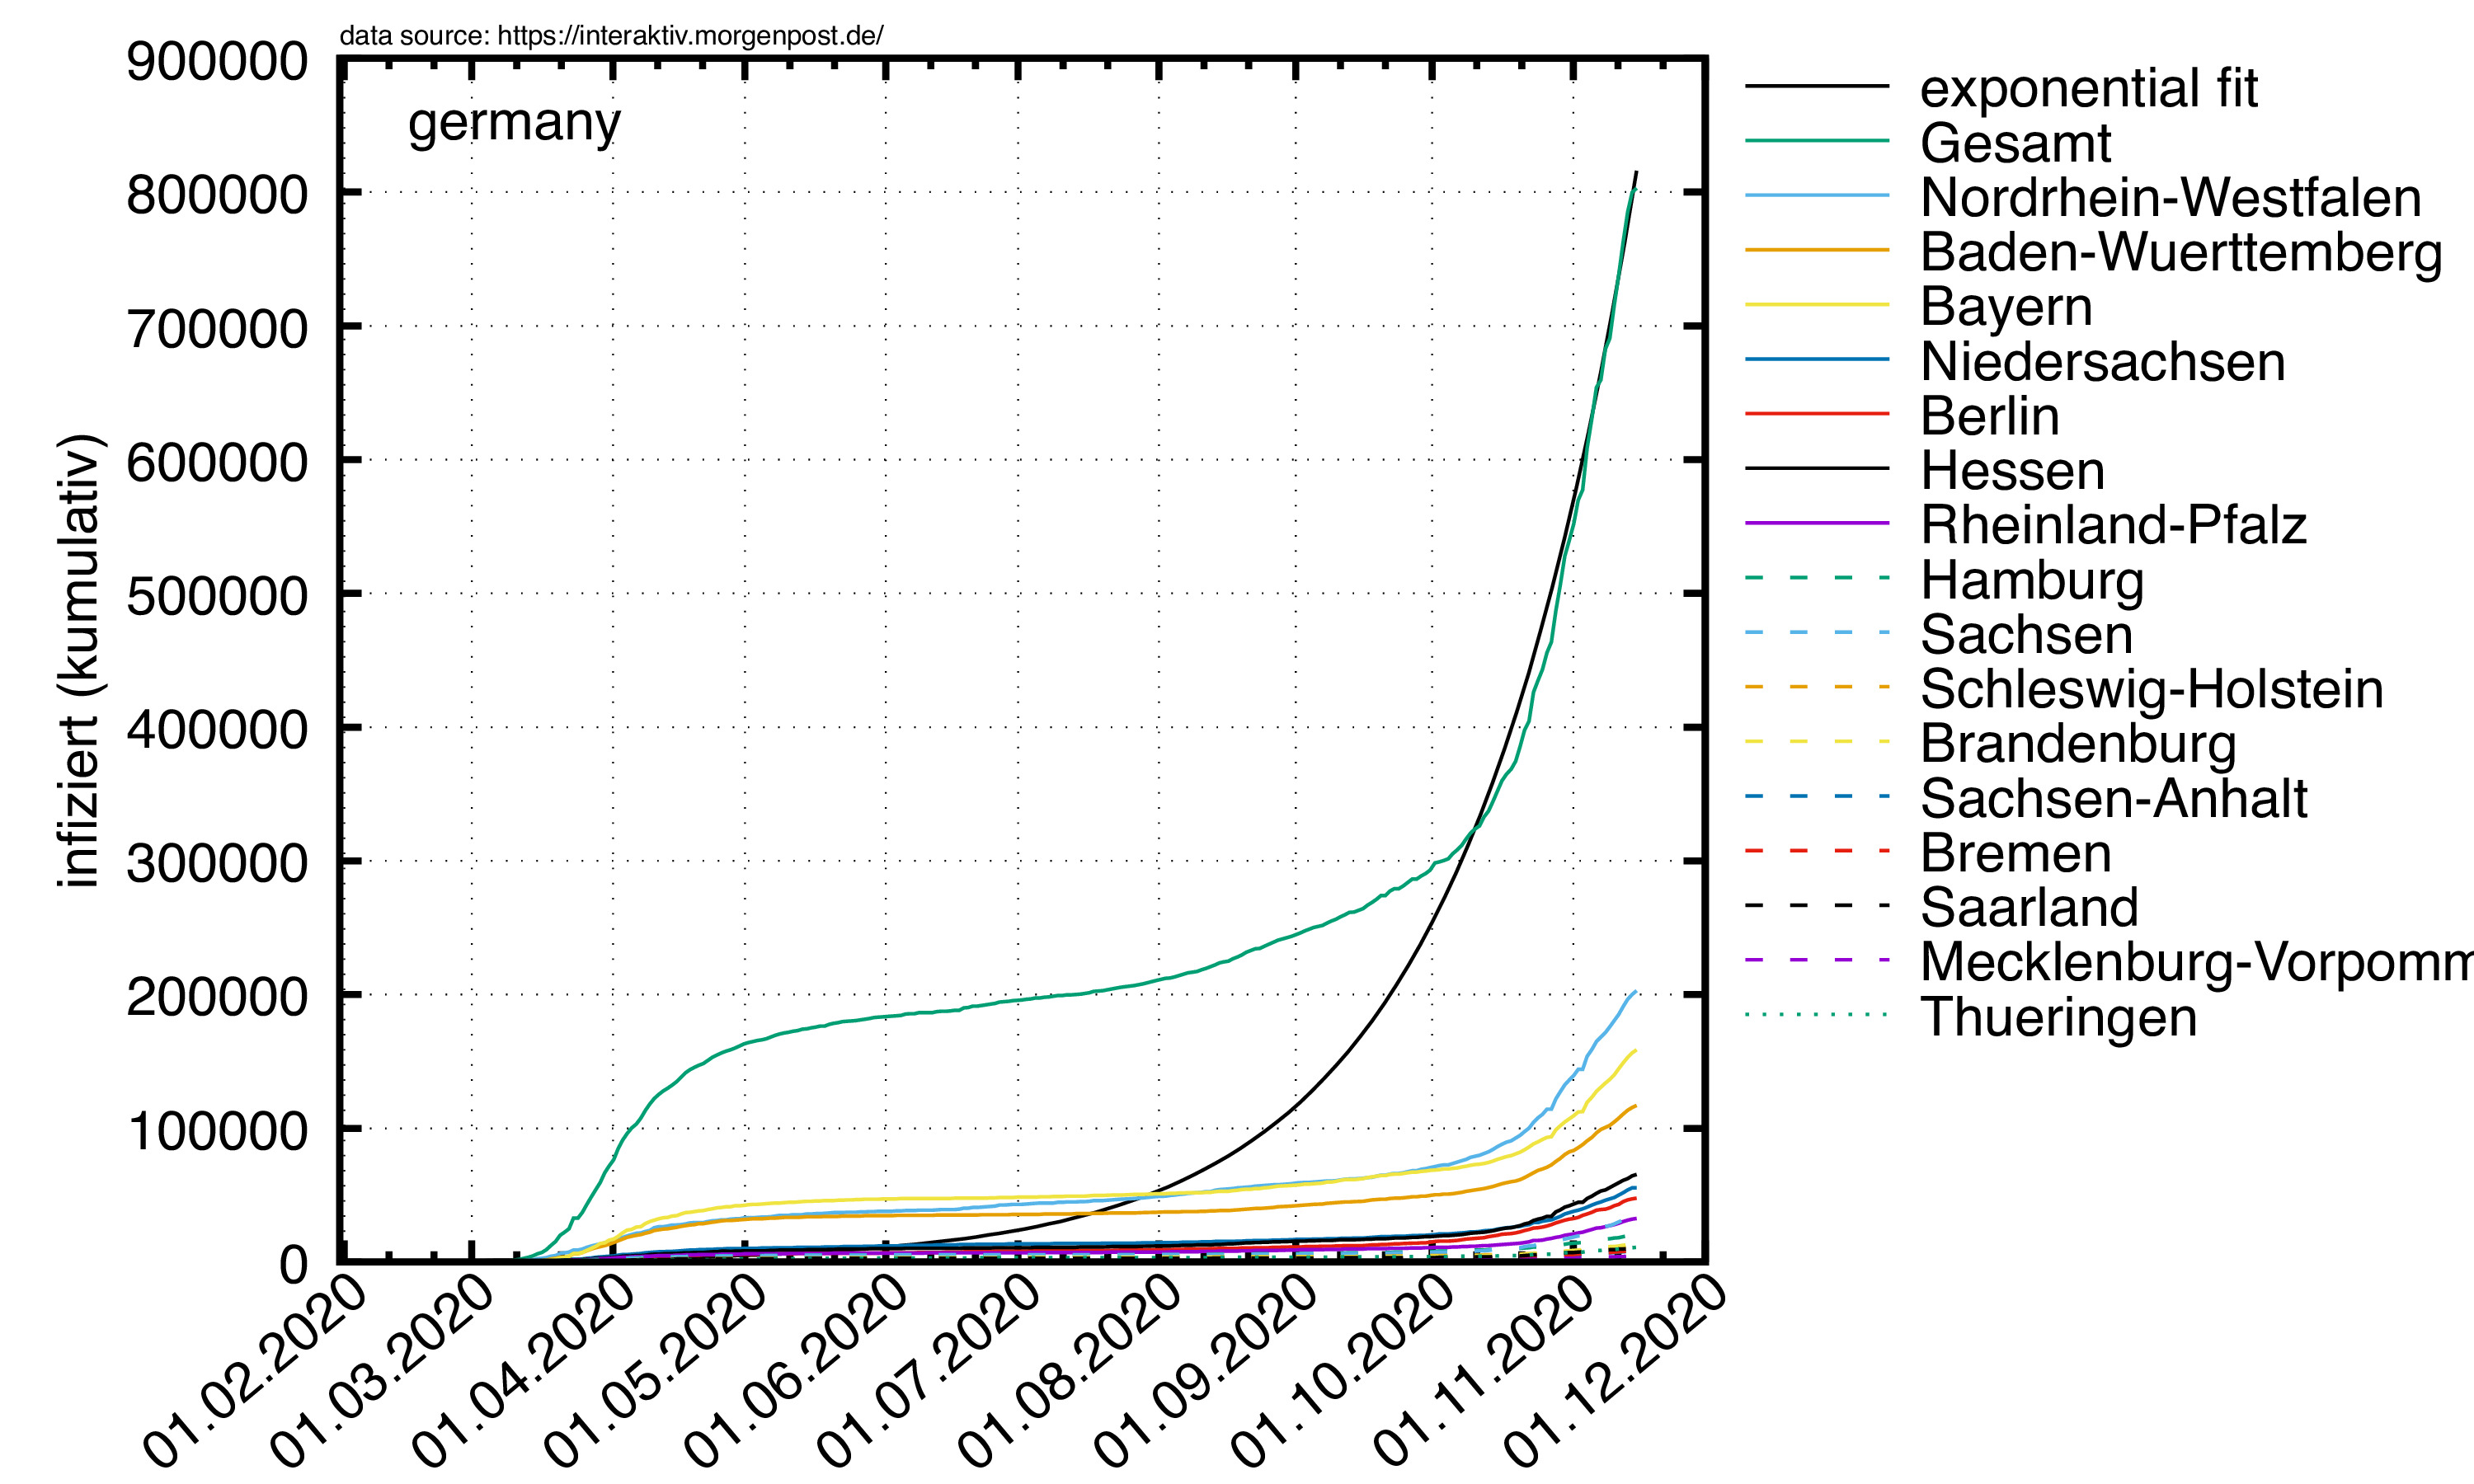 data source: https://interaktiv.morgenpost.de/
900000
800000
700000
600000
500000
400000
300000
200000
100000
0
infiziert (kumulativ)
germany
01.02.2020
01.03.2020
01.04.2020
01.05.2020
01.06.2020
01.07.2020
01.08.2020
01.09.2020
01.10.2020
01.11.2020
01.12.2020
exponential fit
Gesamt
Nordrhein-Westfalen
Baden-Wuerttemberg
Bayern
Niedersachsen
Berlin
Hessen
Rheinland-Pfalz
Hamburg
Sachsen
Schleswig-Holstein
Brandenburg
Sachsen-Anhalt
Bremen
Saarland
Mecklenburg-Vorpomm
Thueringen